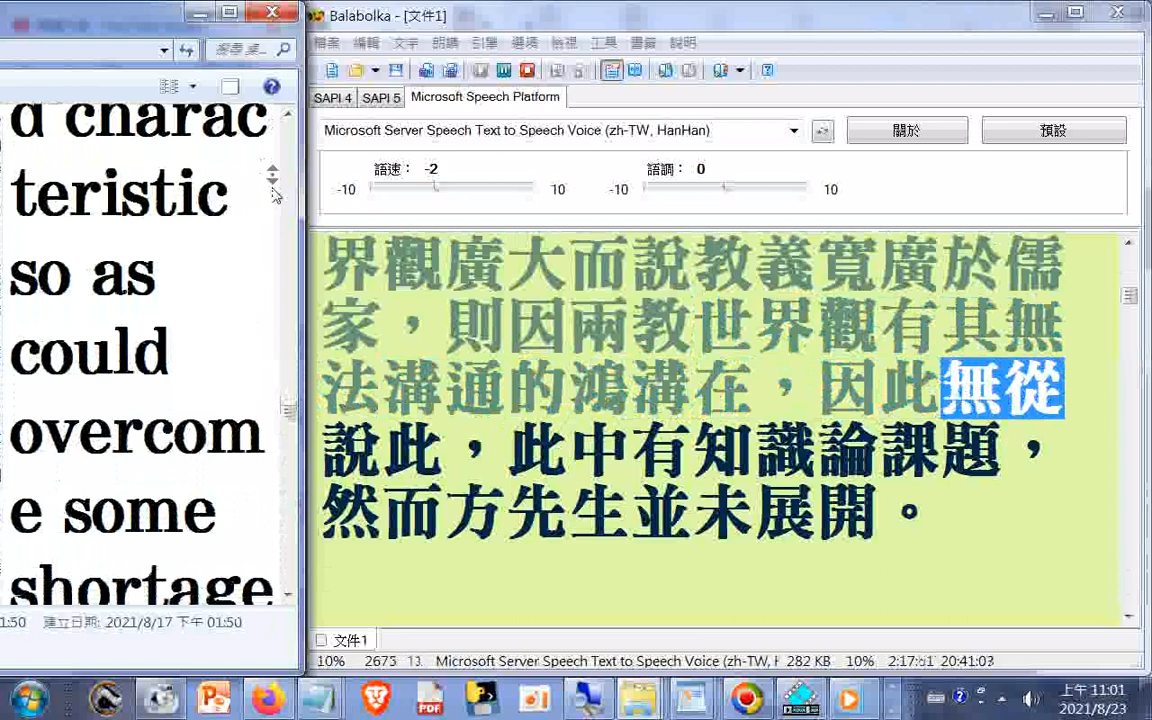 d charac
teristic
so as
could
overcom
e some
shortage
1:50 建立日期: 2021/8/17 下午 01:50
Balabolka - [文件1]
檔案 編輯 文字 朗讀 引擎 選項 檢視 工具 書籤 說明
SAPI 4 SAPI 5 Microsoft Speech Platform
Microsoft Server Speech Text to Speech Voice (zh-TW, HanHan) 關於 預設
語速： -2 語調： 0
-10 10 -10 10
界觀廣大而說教義寬廣於儒
家，則因兩教世界觀有其無
法溝通的鴻溝在，因此無從
說此，此中有知識論課題，
然而方先生並未展開。
文件1
10% 2675 Microsoft Server Speech Text to Speech Voice (zh-TW, H 282 KB 10% 20:41:03
PDF
上午 11:01
2021/8/23